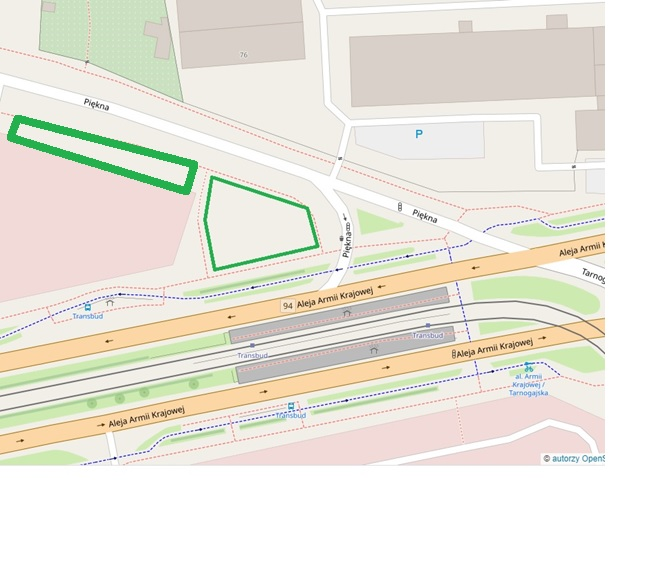 76
Piękna
P
Piękna
Piękna
Aleja Armii K
Tarnog
94
Aleja Armii Krajowej
Transbud
Transbud
Transbud
Aleja Armii Krajowej
al. Armii
Krajowej /
Tarnogajska
Aleja Armii Krajowej
Transbud
© autorzy OpenS